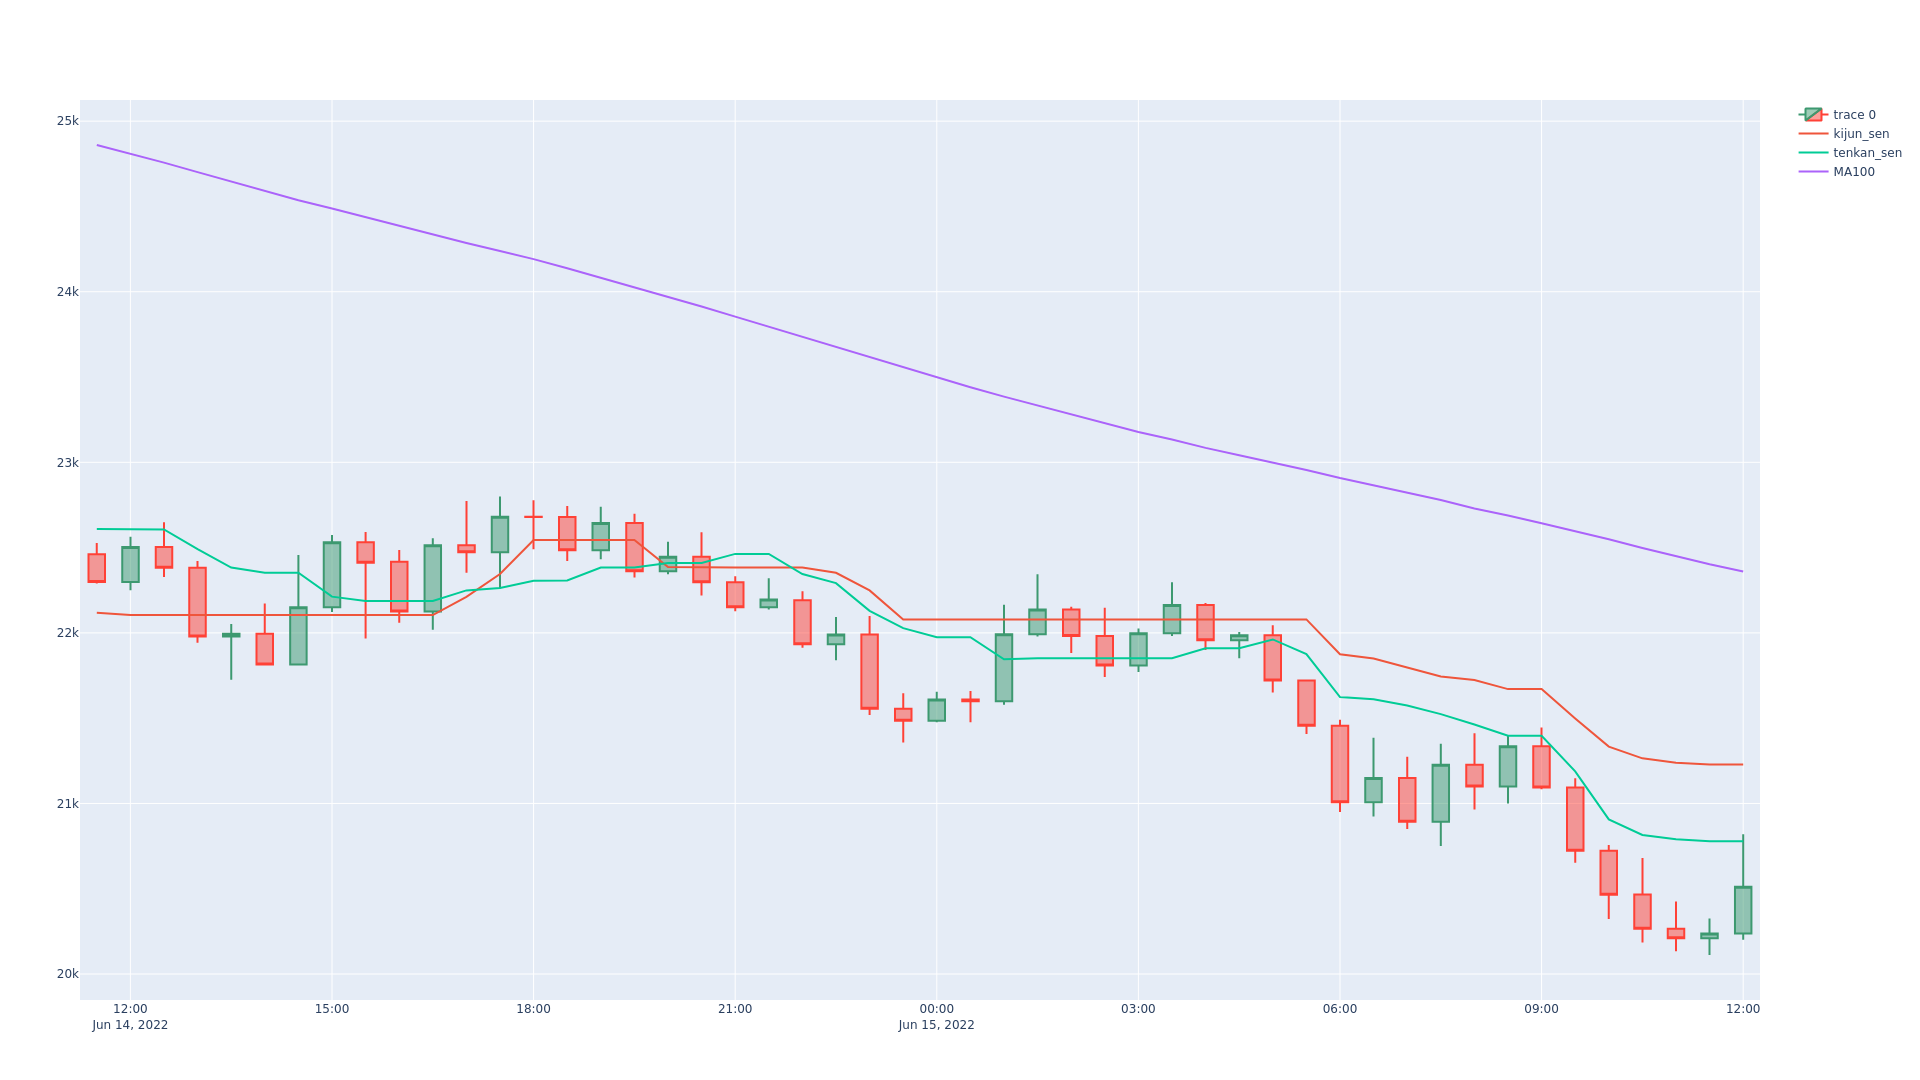 25k
24k
23k
22k
21k
20k
12:00
Jun 14, 2022
15:00
18:00
21:00
00:00
Jun 15, 2022
03:00
06:00
09:00
12:00
trace 0
kijun_sen
tenkan_sen
MA100